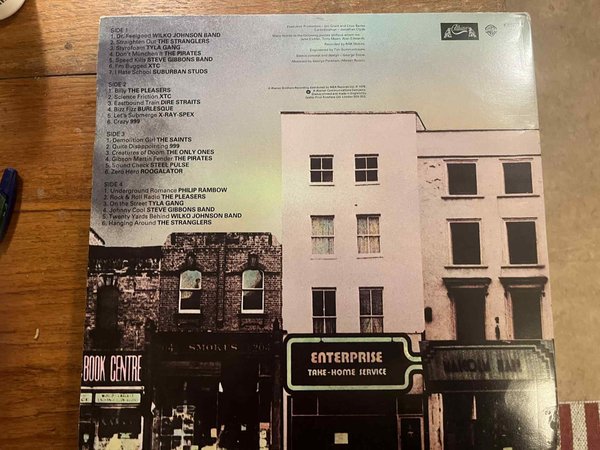 SIDE 1
1. Dr. Feelgood WILKO JOHNSON BAND
2. Straighten Out THE STRANGLERS
3. Styrofoam TYLA GANG
4. Don't München It THE PIRATES
5. Speed Kills STEVE GIBBONS BAND
6. I'm Bugged XTC
7. I Hate School SUBURBAN STUDS
SIDE 2
1. Billy THE PLEASERS
2. Science Friction XTC
3. Eastbound Train DIRE STRAITS
4. Bizz Fizz BURLESQUE
5. Let's Submerge X-RAY-SPEX
6. Crazy 999
SIDE 3
1. Demolition Girl THE SAINTS
2. Quite Disappointing 999
3. Creatures of Doom THE ONLY ONES
4. Gibson Martin Fender THE PIRATES
5. Sound Check STEEL PULSE
6. Zero Hero ROOGALATOR
SIDE 4
1. Underground Romance PHILIP RAMBOW
2. Rock & Roll Radio THE PLEASERS
3. On the Street TYLA GANG
4. Johnny Cool STEVE GIBBONS BAND
5. Twenty Yards Behind WILKO JOHNSON BAND
6. Hanging Around THE STRANGLERS
BOOK CENTRE
SMOKES
ENTERPRISE
TAKE-HOME SERVICE